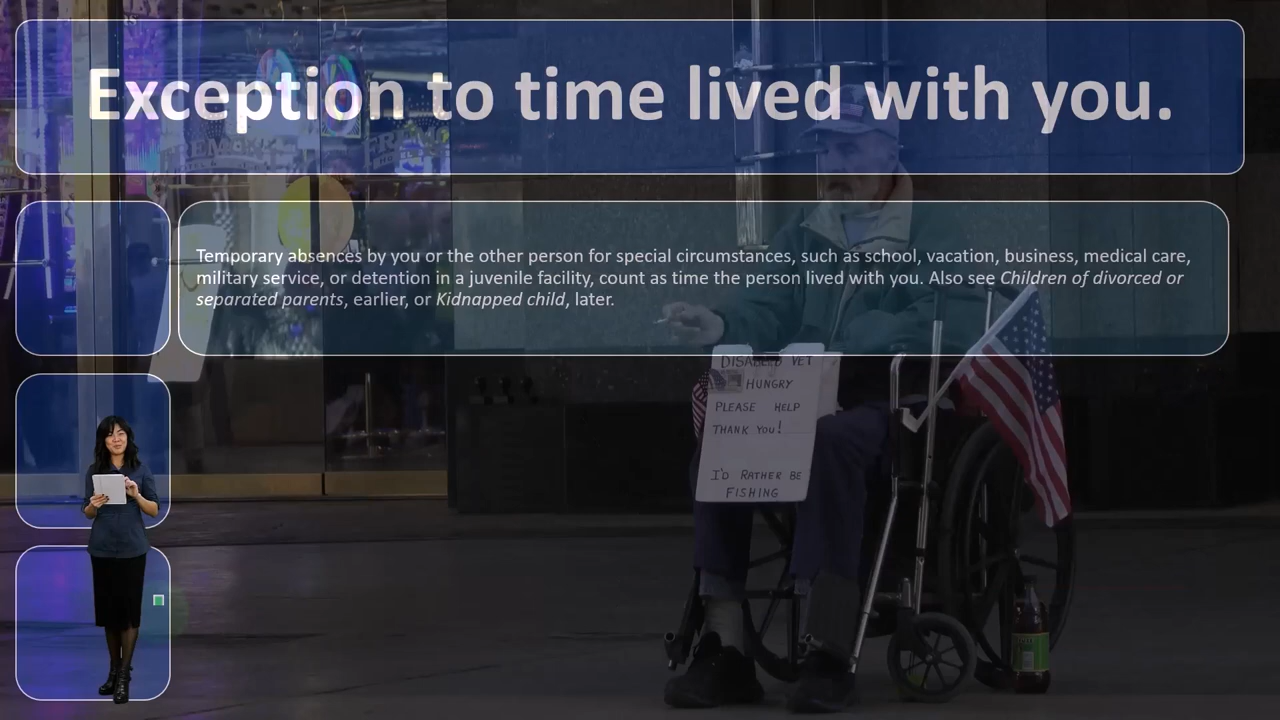 Exception to time lived with you.
Temporary absences by you or the other person for special circumstances, such as school, vacation, business, medical care,
military service, or detention in a juvenile facility, count as time the person lived with you. Also see Children of divorced or
separated parents, earlier, or Kidnapped child, later.
DISABLED VET
HUNGRY
PLEASE HELP
THANK YOU!
I'D RATHER BE
FISHING